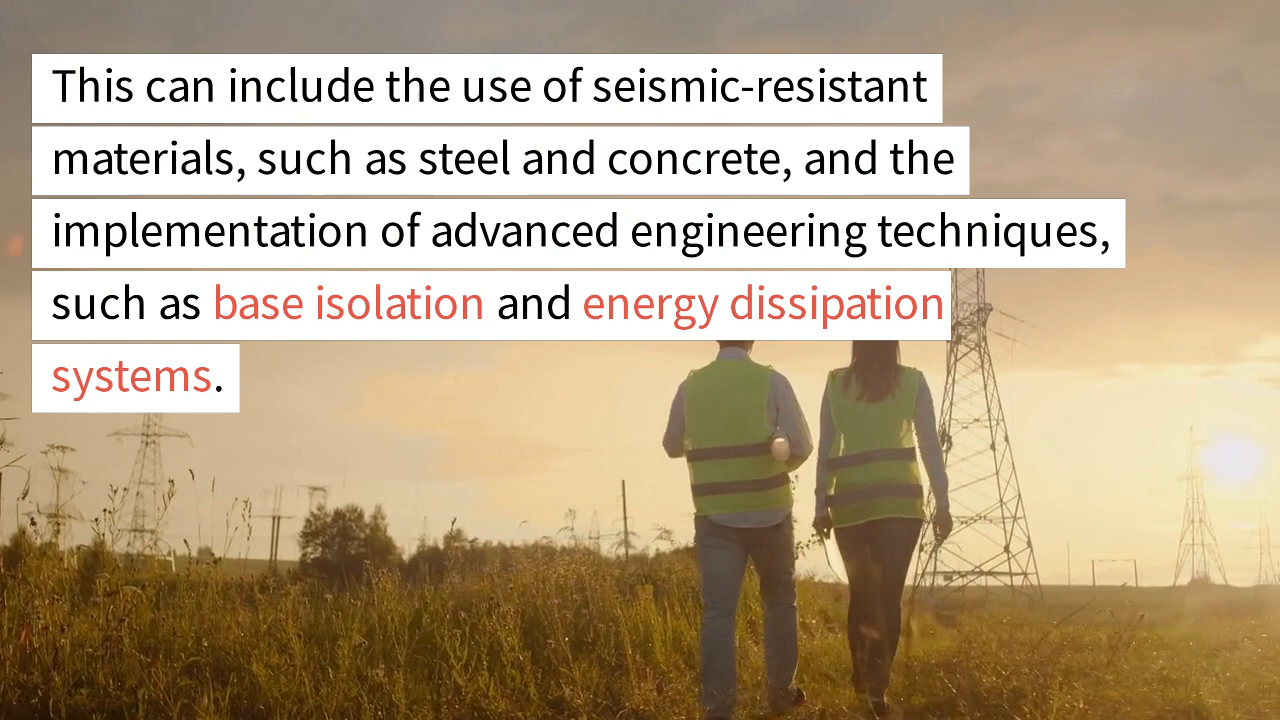 This can include the use of seismic-resistant
materials, such as steel and concrete, and the
implementation of advanced engineering techniques,
such as base isolation and energy dissipation
systems.